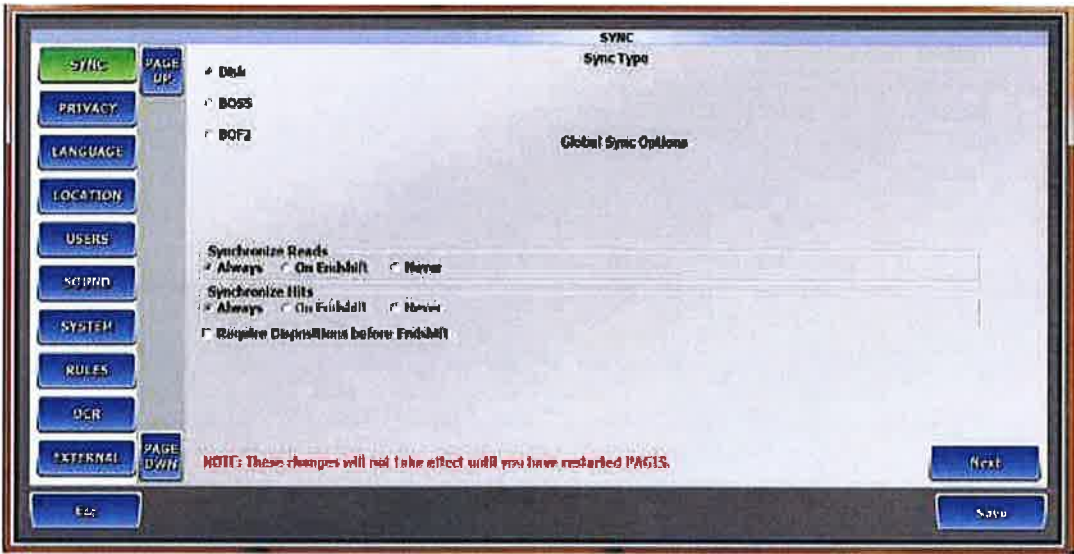 SYNC
Sync Type
SYNC
PAGE UP
PRIVACY
LANGUAGE
LOCATION
USERS
SOUND
SYSTEM
RULES
OCR
EXTERNAL
PAGE DWN
Disk
BOSS
BOF2
Global Sync Options
Synchronize Reads
Always On Endshift Never
Synchronize Hits
Always On Endshift Never
Require Dispositions before Endshift
NOTE: These changes will not take effect until you have restarted PAGIS.
Next
Esc
Save